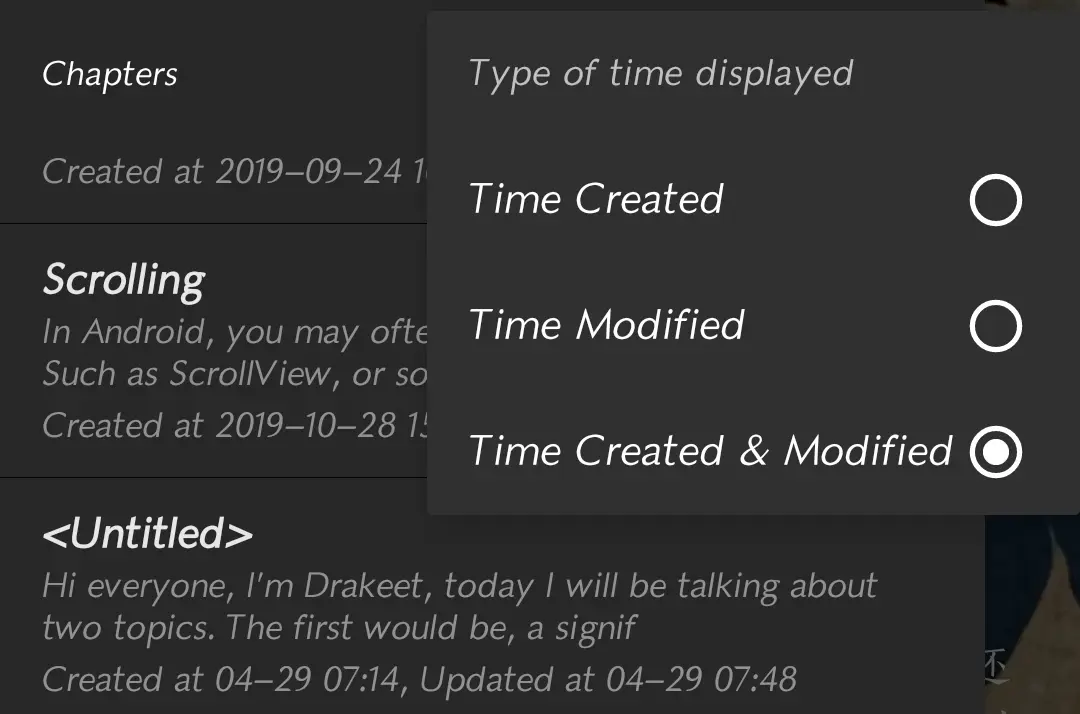 Chapters
Created at 2019-09-24
Scrolling
In Android, you may ofte
Such as ScrollView, or so
Created at 2019-10-28
<Untitled>
Hi everyone, I'm Drakeet, today I will be talking about
two topics. The first would be, a signif
Created at 04-29 07:14, Updated at 04-29 07:48
Type of time displayed
Time Created
Time Modified
Time Created & Modified
还